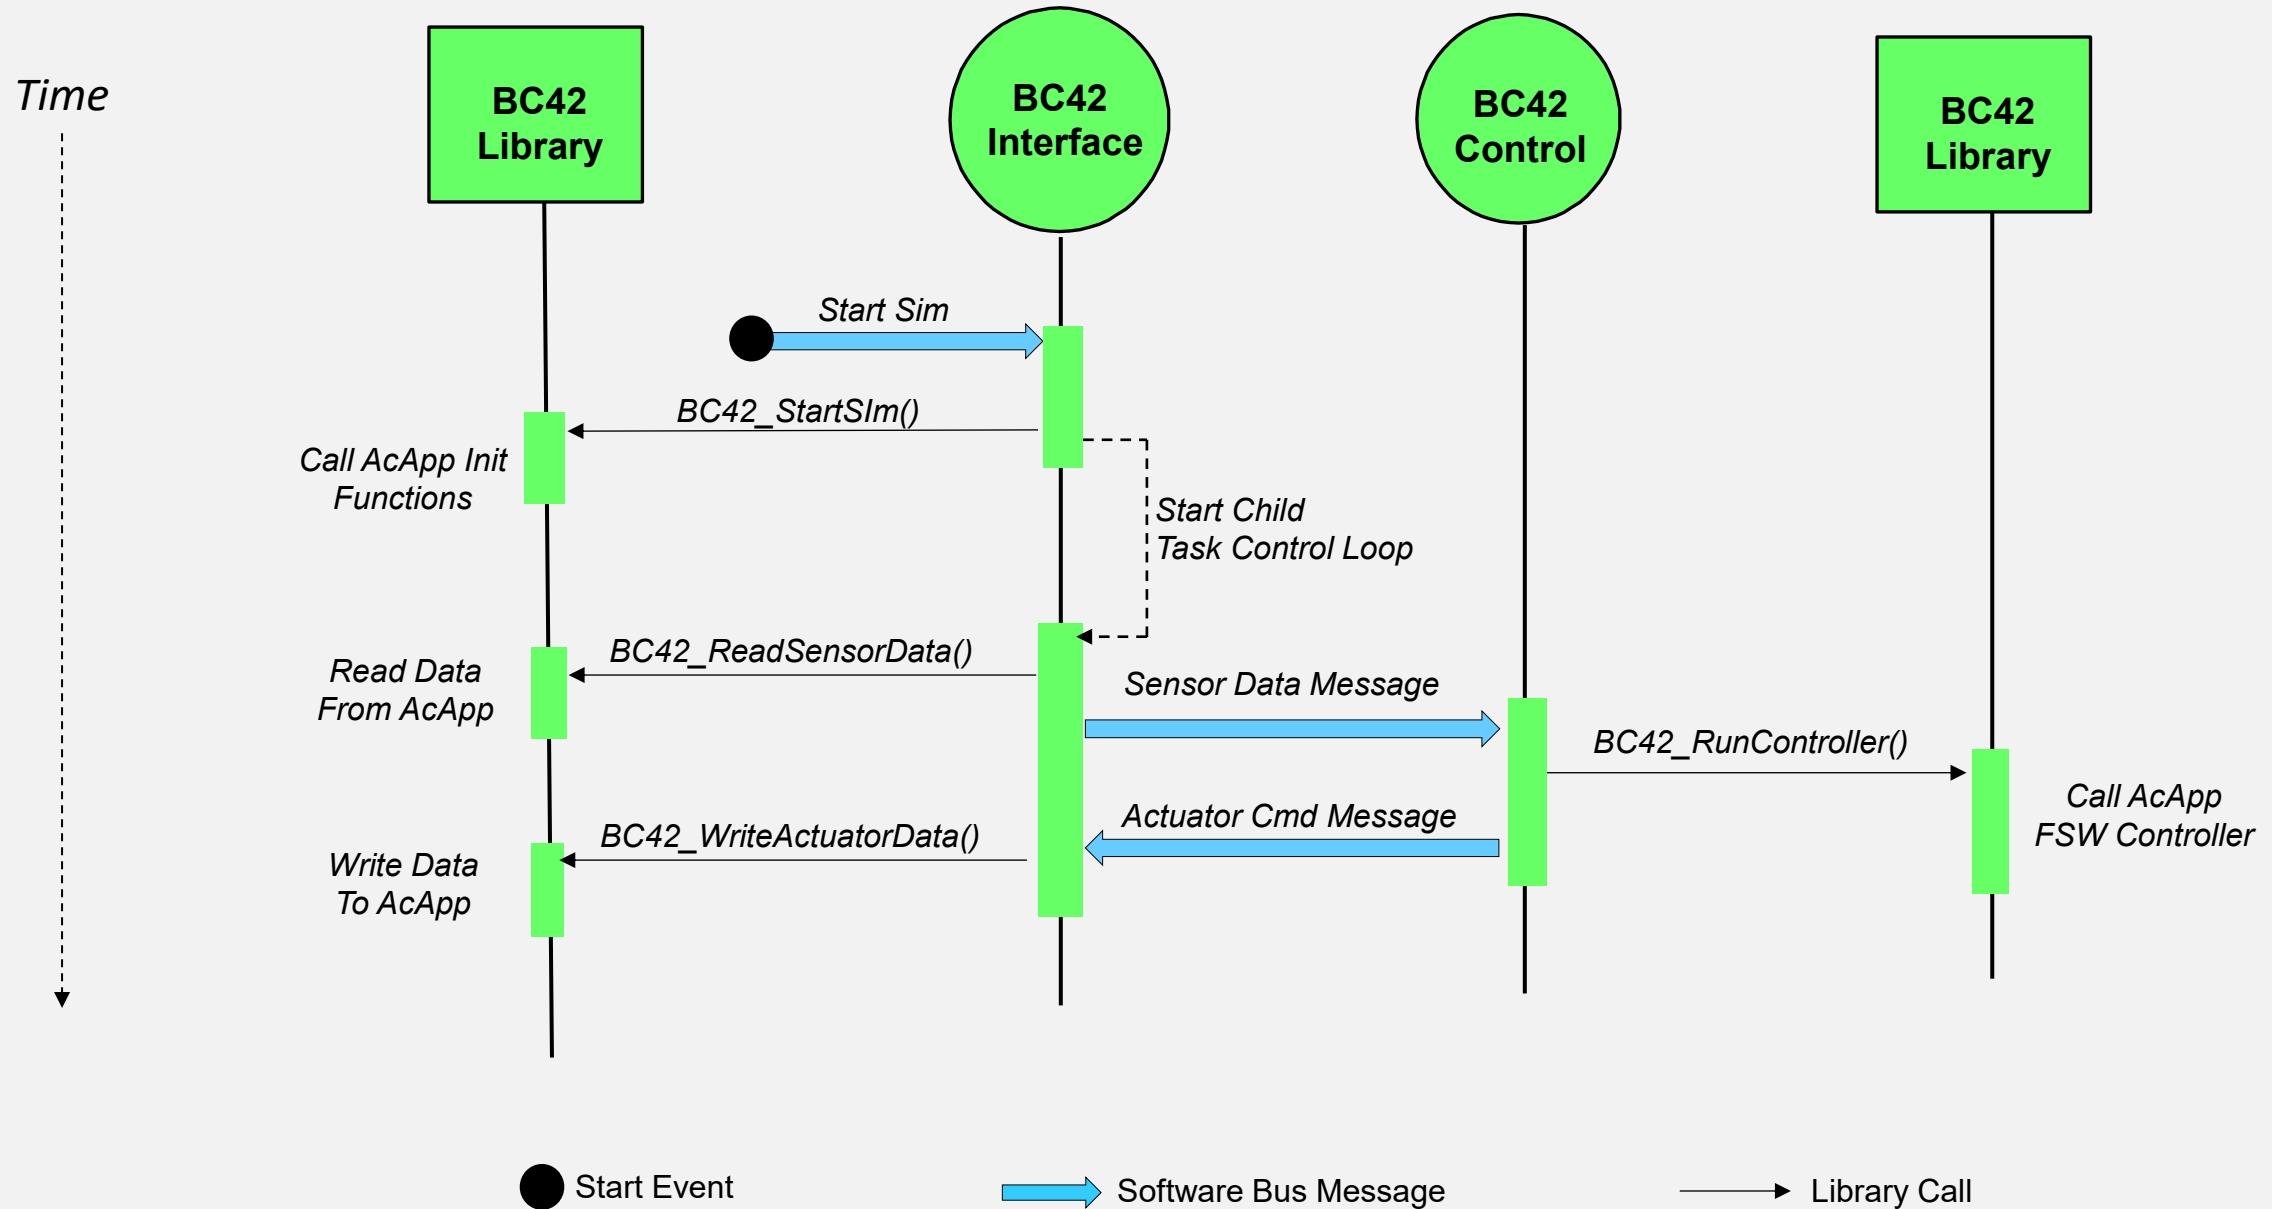 Time
BC42
Library
BC42
Interface
BC42
Control
BC42
Library
Start Sim
BC42_StartSIm()
Call AcApp Init
Functions
Start Child
Task Control Loop
BC42_ReadSensorData()
Read Data
From AcApp
Sensor Data Message
BC42_RunController()
Call AcApp
FSW Controller
Actuator Cmd Message
BC42_WriteActuatorData()
Write Data
To AcApp
Start Event
Software Bus Message
Library Call